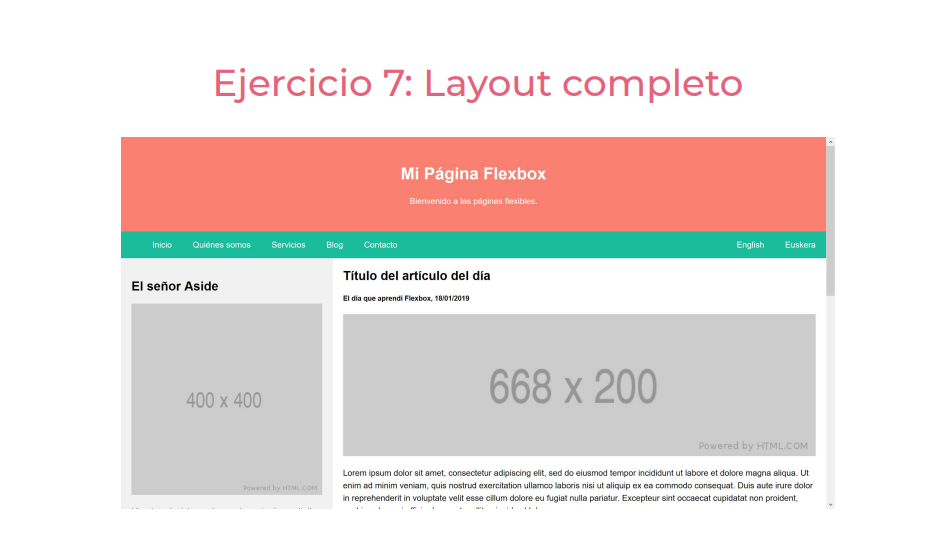 Ejercicio 7: Layout completo
Mi Página Flexbox
Bienvenido a las páginas flexibles.
Inicio Quiénes somos Servicios Blog Contacto English Euskera
El señor Aside
400 x 400
Powered by HTML.COM
Título del artículo del día
El día que aprendí Flexbox, 18/01/2019
668 x 200
Powered by HTML.COM
Lorem ipsum dolor sit amet, consectetur adipiscing elit, sed do eiusmod tempor incididunt ut labore et dolore magna aliqua. Ut
enim ad minim veniam, quis nostrud exercitation ullamco laboris nisi ut aliquip ex ea commodo consequat. Duis aute irure dolor
in reprehenderit in voluptate velit esse cillum dolore eu fugiat nulla pariatur. Excepteur sint occaecat cupidatat non proident,